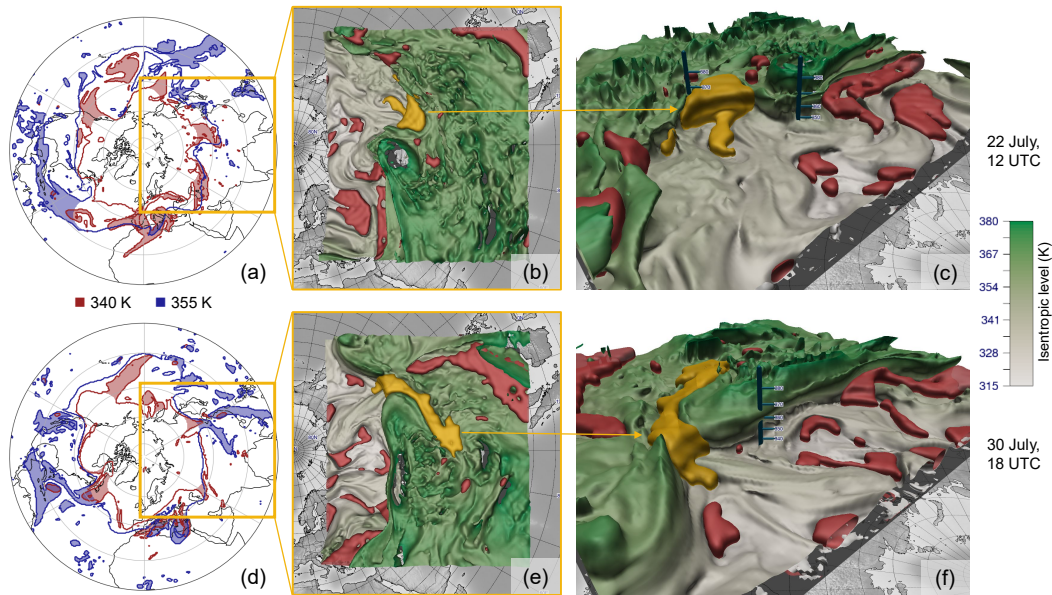 (a)
(b)
(c)
22 July,
12 UTC
340 K
355 K
380
367
354
341
328
315
Isentropic level (K)
(d)
(e)
(f)
30 July,
18 UTC